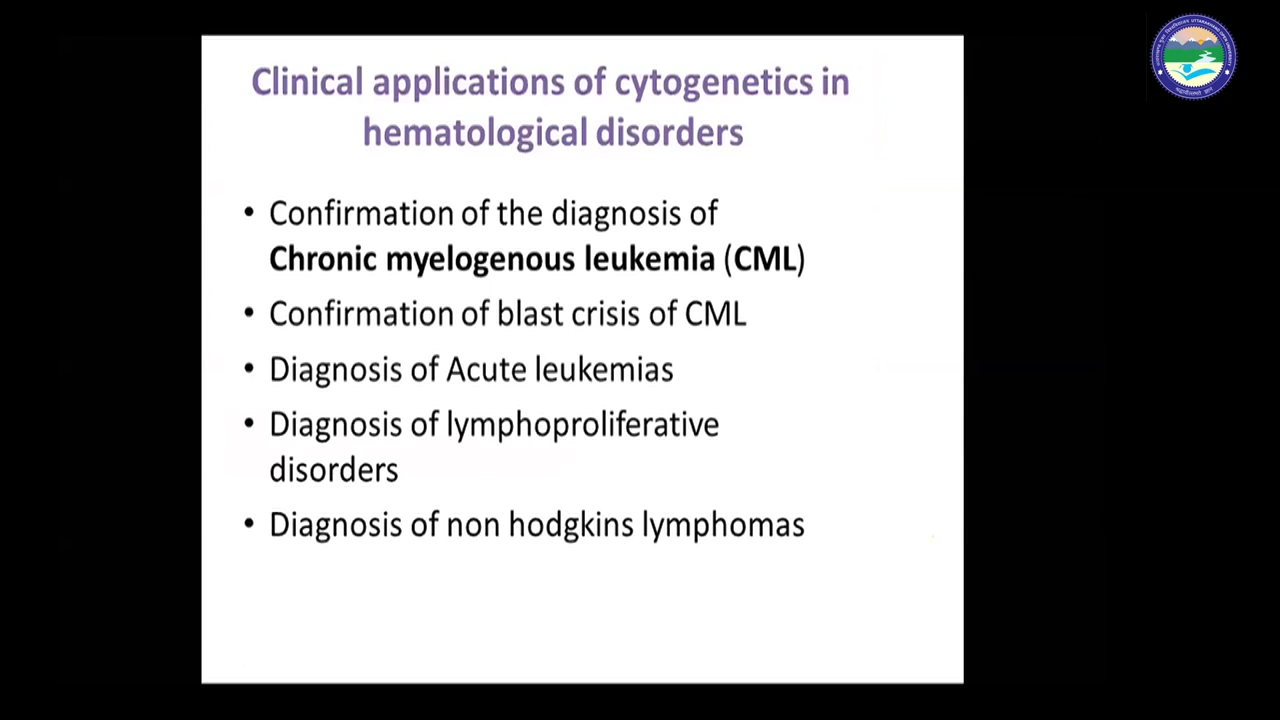 Clinical applications of cytogenetics in
hematological disorders
• Confirmation of the diagnosis of
Chronic myelogenous leukemia (CML)
• Confirmation of blast crisis of CML
• Diagnosis of Acute leukemias
• Diagnosis of lymphoproliferative
disorders
• Diagnosis of non hodgkins lymphomas